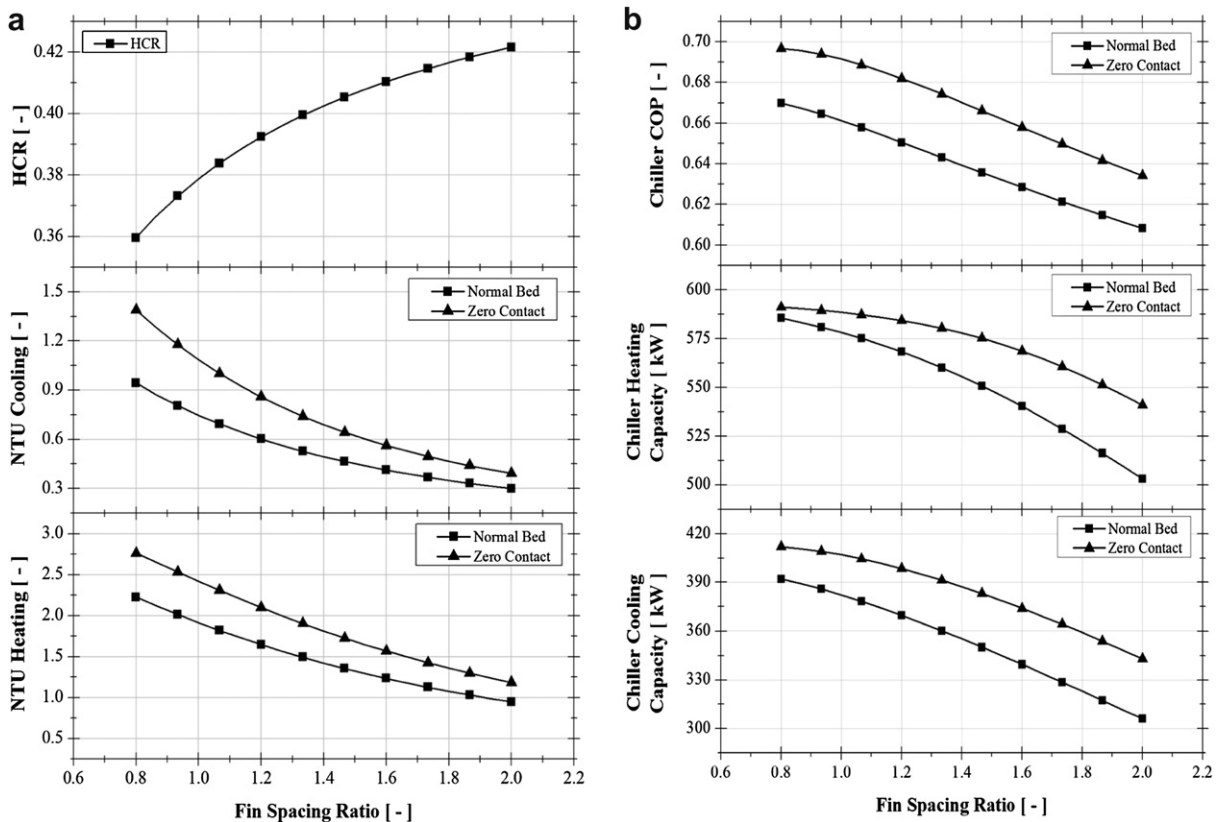 a
HCR
HCR [ - ]
0.42
0.40
0.38
0.36
Normal Bed
Zero Contact
NTU Cooling [ - ]
1.5
1.2
0.9
0.6
0.3
Normal Bed
Zero Contact
NTU Heating [ - ]
3.0
2.5
2.0
1.5
1.0
0.5
0.6 0.8 1.0 1.2 1.4 1.6 1.8 2.0 2.2
Fin Spacing Ratio [ - ]
b
Normal Bed
Zero Contact
Chiller COP [ - ]
0.70
0.68
0.66
0.64
0.62
0.60
Normal Bed
Zero Contact
Chiller Heating
Capacity [ kW ]
600
575
550
525
500
Normal Bed
Zero Contact
Chiller Cooling
Capacity [ kW ]
420
390
360
330
300
0.6 0.8 1.0 1.2 1.4 1.6 1.8 2.0 2.2
Fin Spacing Ratio [ - ]